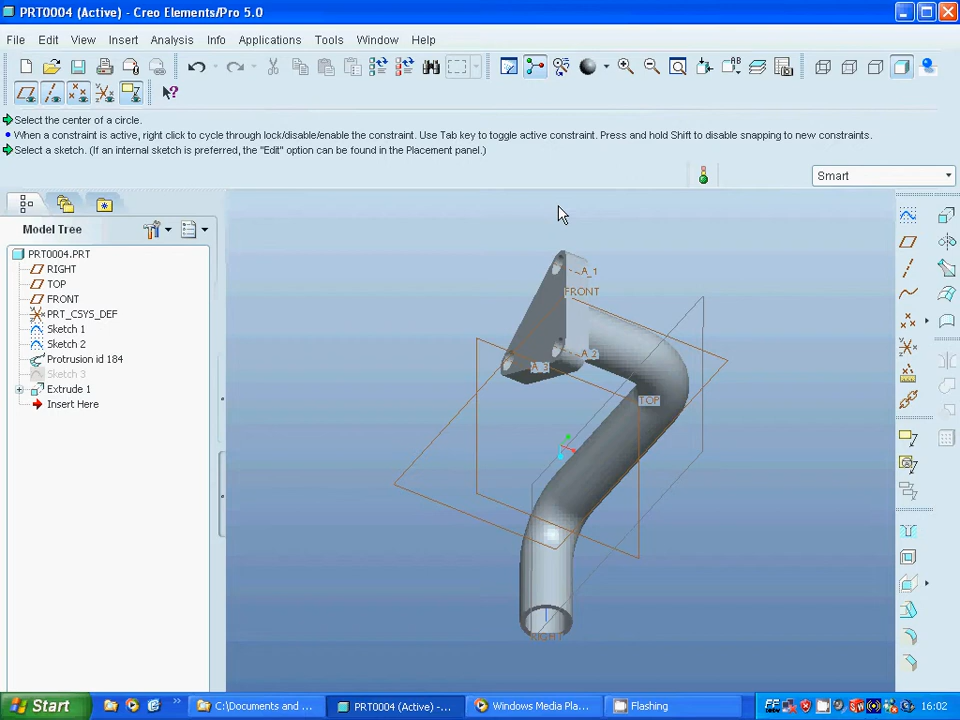 PRT0004 (Active) - Creo Elements/Pro 5.0
File Edit View Insert Analysis Info Applications Tools Window Help
Select the center of a circle.
When a constraint is active, right click to cycle through lock/disable/enable the constraint. Use Tab key to toggle active constraint. Press and hold Shift to disable snapping to new constraints.
Select a sketch. (If an internal sketch is preferred, the "Edit" option can be found in the Placement panel.)
Smart
Model Tree
PRT0004.PRT
RIGHT
TOP
FRONT
PRT_CSYS_DEF
Sketch 1
Sketch 2
Protrusion id 184
Sketch 3
Extrude 1
Insert Here
A_1
FRONT
A_2
A_3
TOP
RIGHT
Start C:\Documents and ... PRT0004 (Active) -... Windows Media Pla... Flashing 16:02